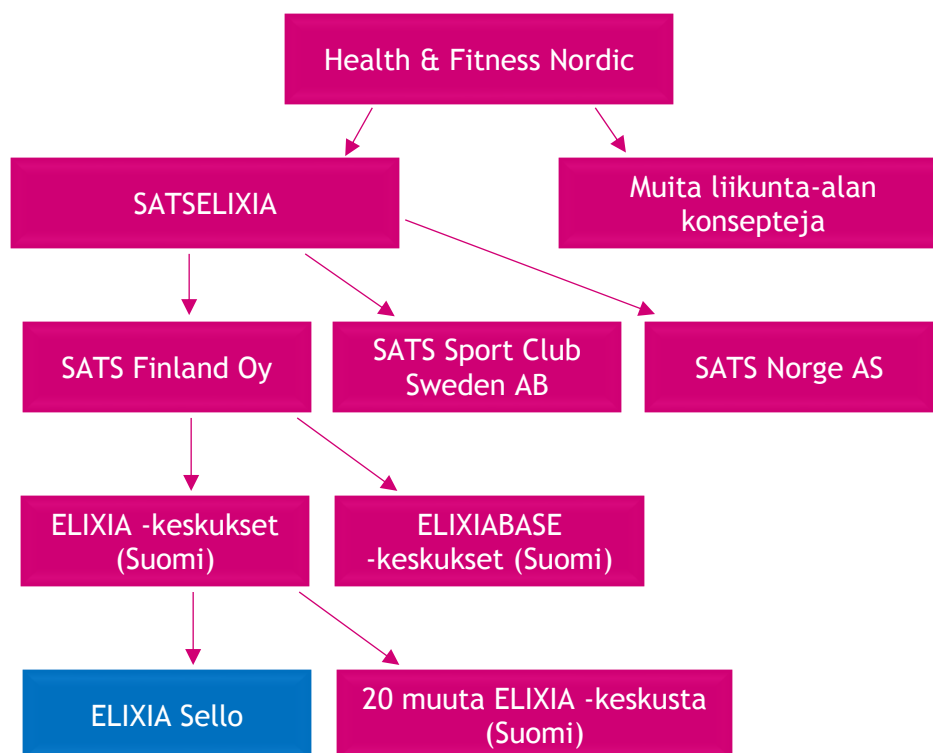 Health & Fitness Nordic
SATSELIXIA
Muita liikunta-alan
konsepteja
SATS Finland Oy
SATS Sport Club
Sweden AB
SATS Norge AS
ELIXIA -keskukset
(Suomi)
ELIXIABASE
-keskukset (Suomi)
ELIXIA Sello
20 muuta ELIXIA -keskusta
(Suomi)